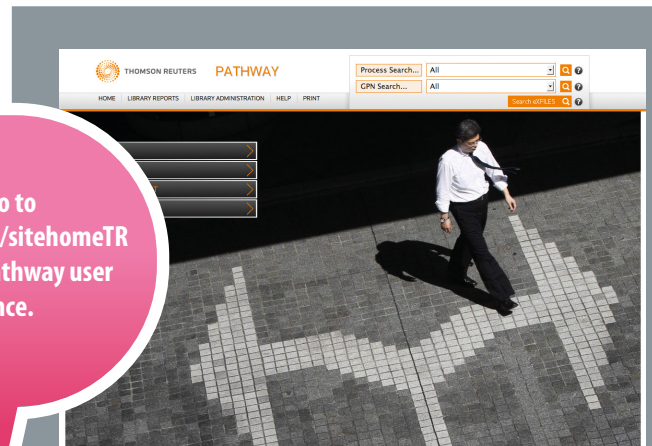 THOMSON REUTERS PATHWAY
Process Search... All
GPN Search... All
Search eXFILES
HOME LIBRARY REPORTS LIBRARY ADMINISTRATION HELP PRINT
to
/sitehomeTR
user
nce.